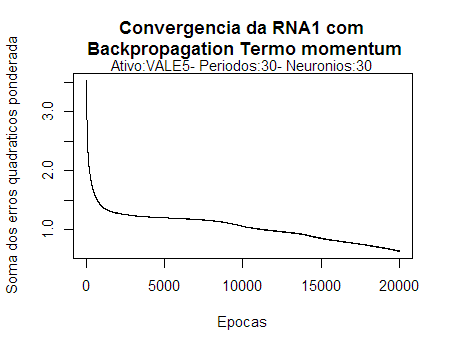 Convergencia da RNA1 com
Backpropagation Termo momentum
Ativo:VALE5- Periodos:30- Neuronios:30
Soma dos erros quadraticos ponderada
3.0
2.0
1.0
0 5000 10000 15000 20000
Epocas